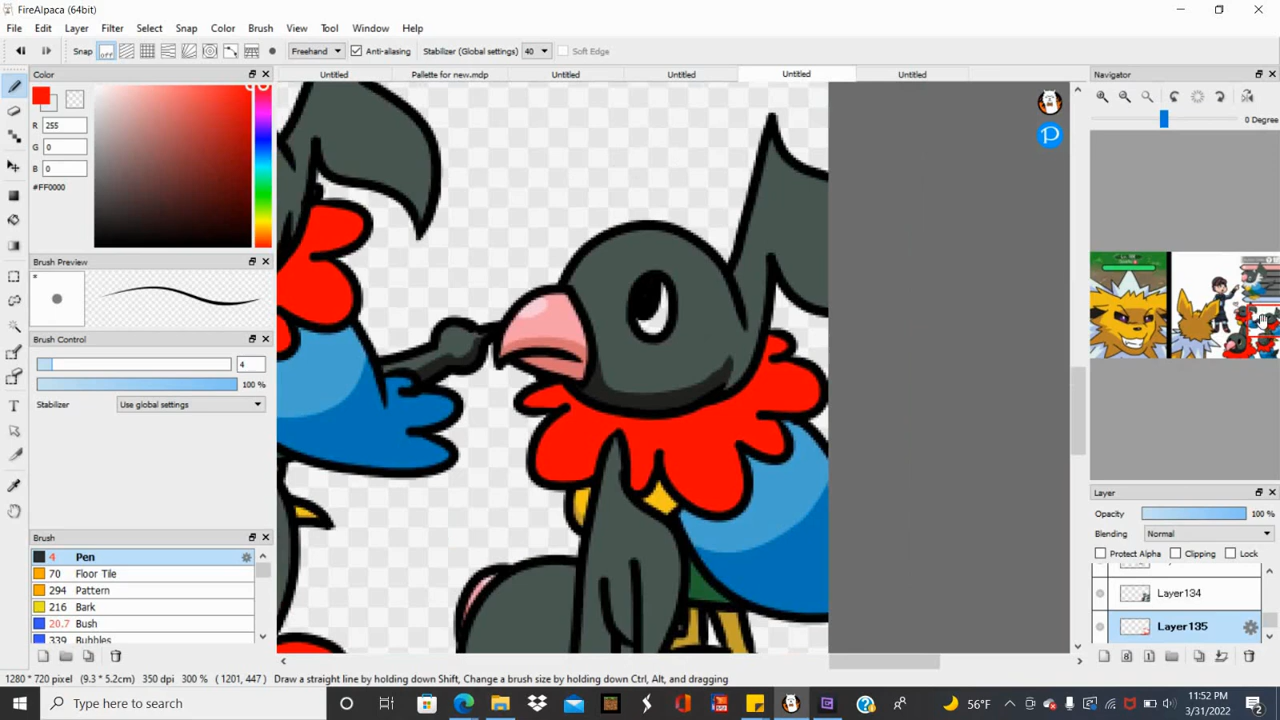 FireAlpaca (64bit)
File Edit Layer Filter Select Snap Color Brush View Tool Window Help
Snap OFF Freehand Anti-aliasing Stabilizer (Global settings) 40 Soft Edge
Color Untitled Pallette for new.mdp Untitled Untitled Untitled Untitled Navigator
0 Degree
R 255
G 0
B 0
#FF0000
Brush Preview
Brush Control
4
100 %
Stabilizer Use global settings
Layer
Opacity 100 %
Blending Normal
Protect Alpha Clipping Lock
Brush
4 Pen
70 Floor Tile
294 Pattern
216 Bark
20.7 Bush
339 Bubbles
Layer134
Layer135
1280 * 720 pixel (9.3 * 5.2cm) 350 dpi 300 % ( 1201, 447 ) Draw a straight line by holding down Shift, Change a brush size by holding down Ctrl, Alt, and dragging
Type here to search
56°F
11:52 PM
3/31/2022
2